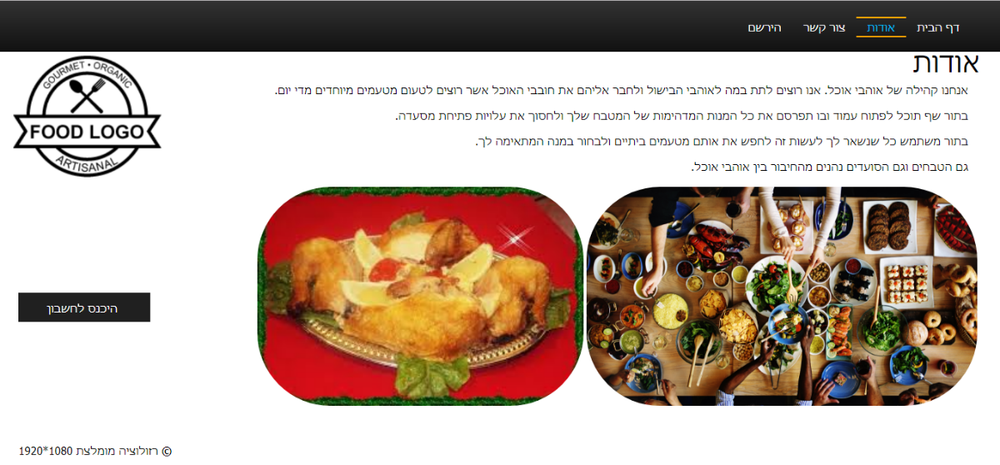 דף הבית
אודות
צור קשר
הירשם
אודות
אנחנו קהילה של אוהבי אוכל. אנו רוצים לתת במה לאוהבי הבישול ולחבר אליהם את חובבי האוכל אשר רוצים לטעום מטעמים מיוחדים מדי יום.
בתור שף תוכל לפתוח עמוד ובו תפרסם את כל המנות המדהימות של המטבח שלך ולחסוך את עלויות פתיחת מסעדה.
בתור משתמש כל שנשאר לך לעשות זה לחפש את אותם מטעמים ביתיים ולבחור במנה המתאימה לך.
גם הטבחים וגם הסועדים נהנים מהחיבור בין אוהבי אוכל.
GOURMET • ORGANIC
FOOD LOGO
ARTISANAL
היכנס לחשבון
© רזולוציה מומלצת 1920*1080